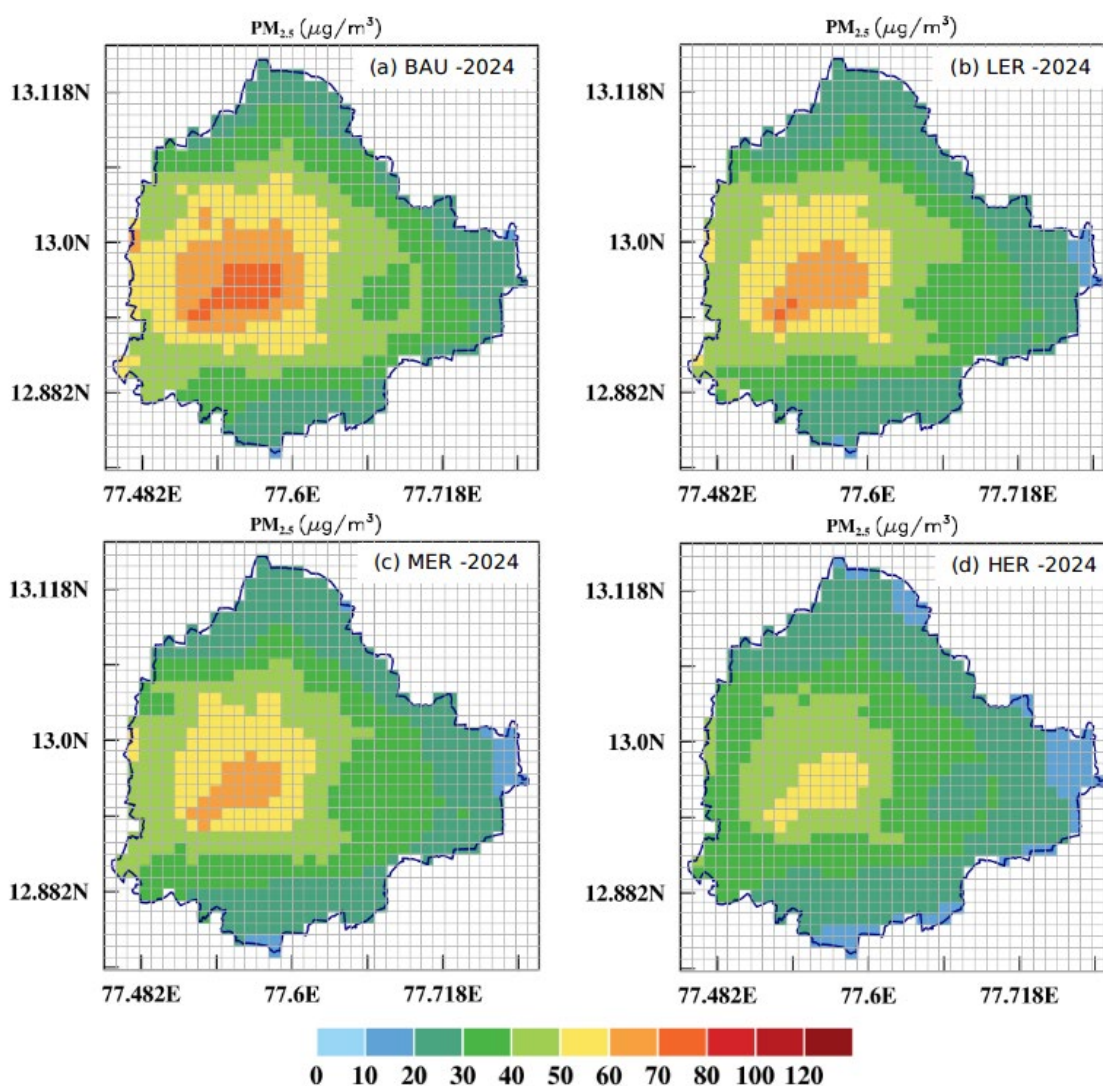 PM2.5 (μg/m³)
(a) BAU -2024
13.118N
13.0N
12.882N
77.482E 77.6E 77.718E
PM2.5 (μg/m³)
(b) LER -2024
13.118N
13.0N
12.882N
77.482E 77.6E 77.718E
PM2.5 (μg/m³)
(c) MER -2024
13.118N
13.0N
12.882N
77.482E 77.6E 77.718E
PM2.5 (μg/m³)
(d) HER -2024
13.118N
13.0N
12.882N
77.482E 77.6E 77.718E
0 10 20 30 40 50 60 70 80 100 120